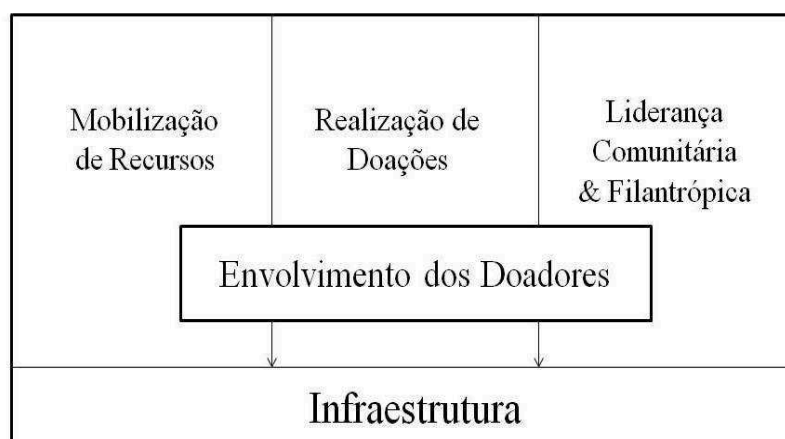 Mobilização
de Recursos
Realização de
Doações
Liderança
Comunitária
& Filantrópica
Envolvimento dos Doadores
Infraestrutura